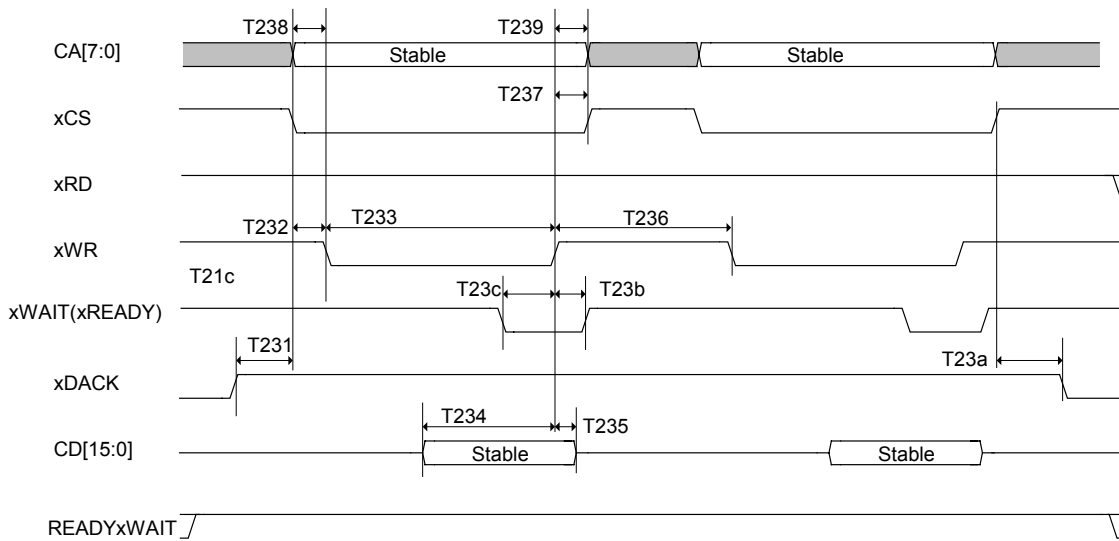 T238
T239
CA[7:0]
Stable
Stable
T237
xCS
xRD
T232
T233
T236
xWR
T21c
T23c
T23b
xWAIT(xREADY)
T231
T23a
xDACK
T234
T235
CD[15:0]
Stable
Stable
READYxWAIT